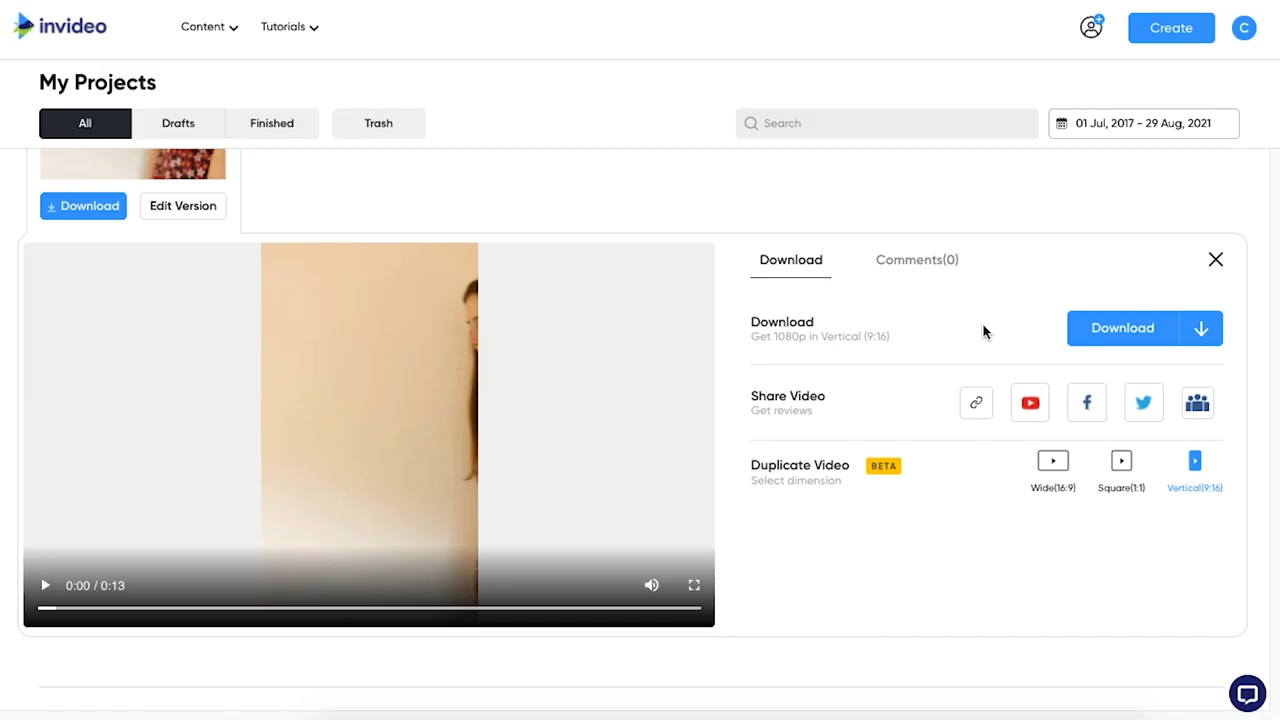 invideo
Content
Tutorials
Create
C
My Projects
All
Drafts
Finished
Trash
Search
01 Jul, 2017 - 29 Aug, 2021
Download
Edit Version
Download
Comments(0)
Download
Get 1080p in Vertical (9:16)
Download
Share Video
Get reviews
Duplicate Video
BETA
Select dimension
Wide(16:9)
Square(1:1)
Vertical(9:16)
0:00 / 0:13